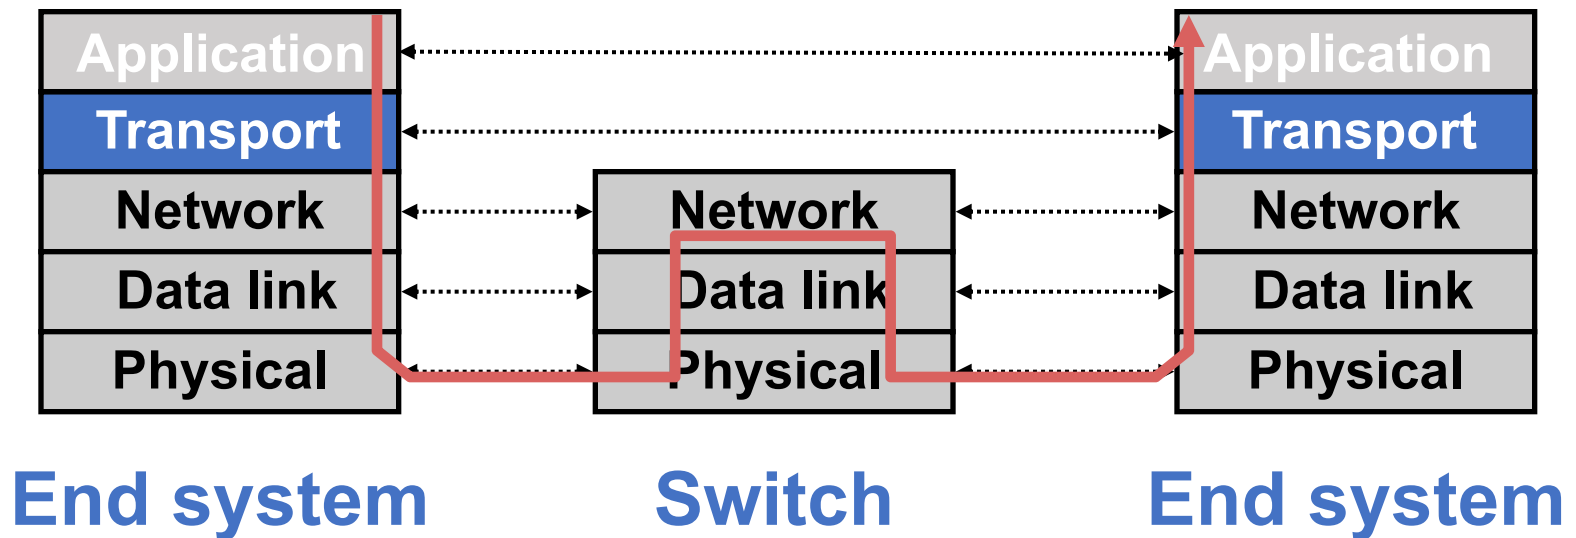 Application Application
Transport Transport
Network Network Network
Data link Data link Data link
Physical Physical Physical
End system Switch End system